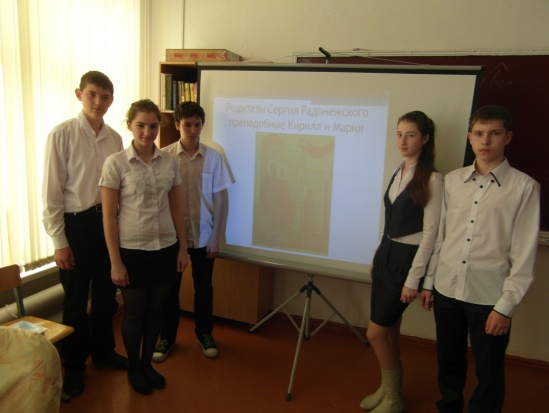 Родители Сергия Радонежского
преподобные Кирилл и Мария